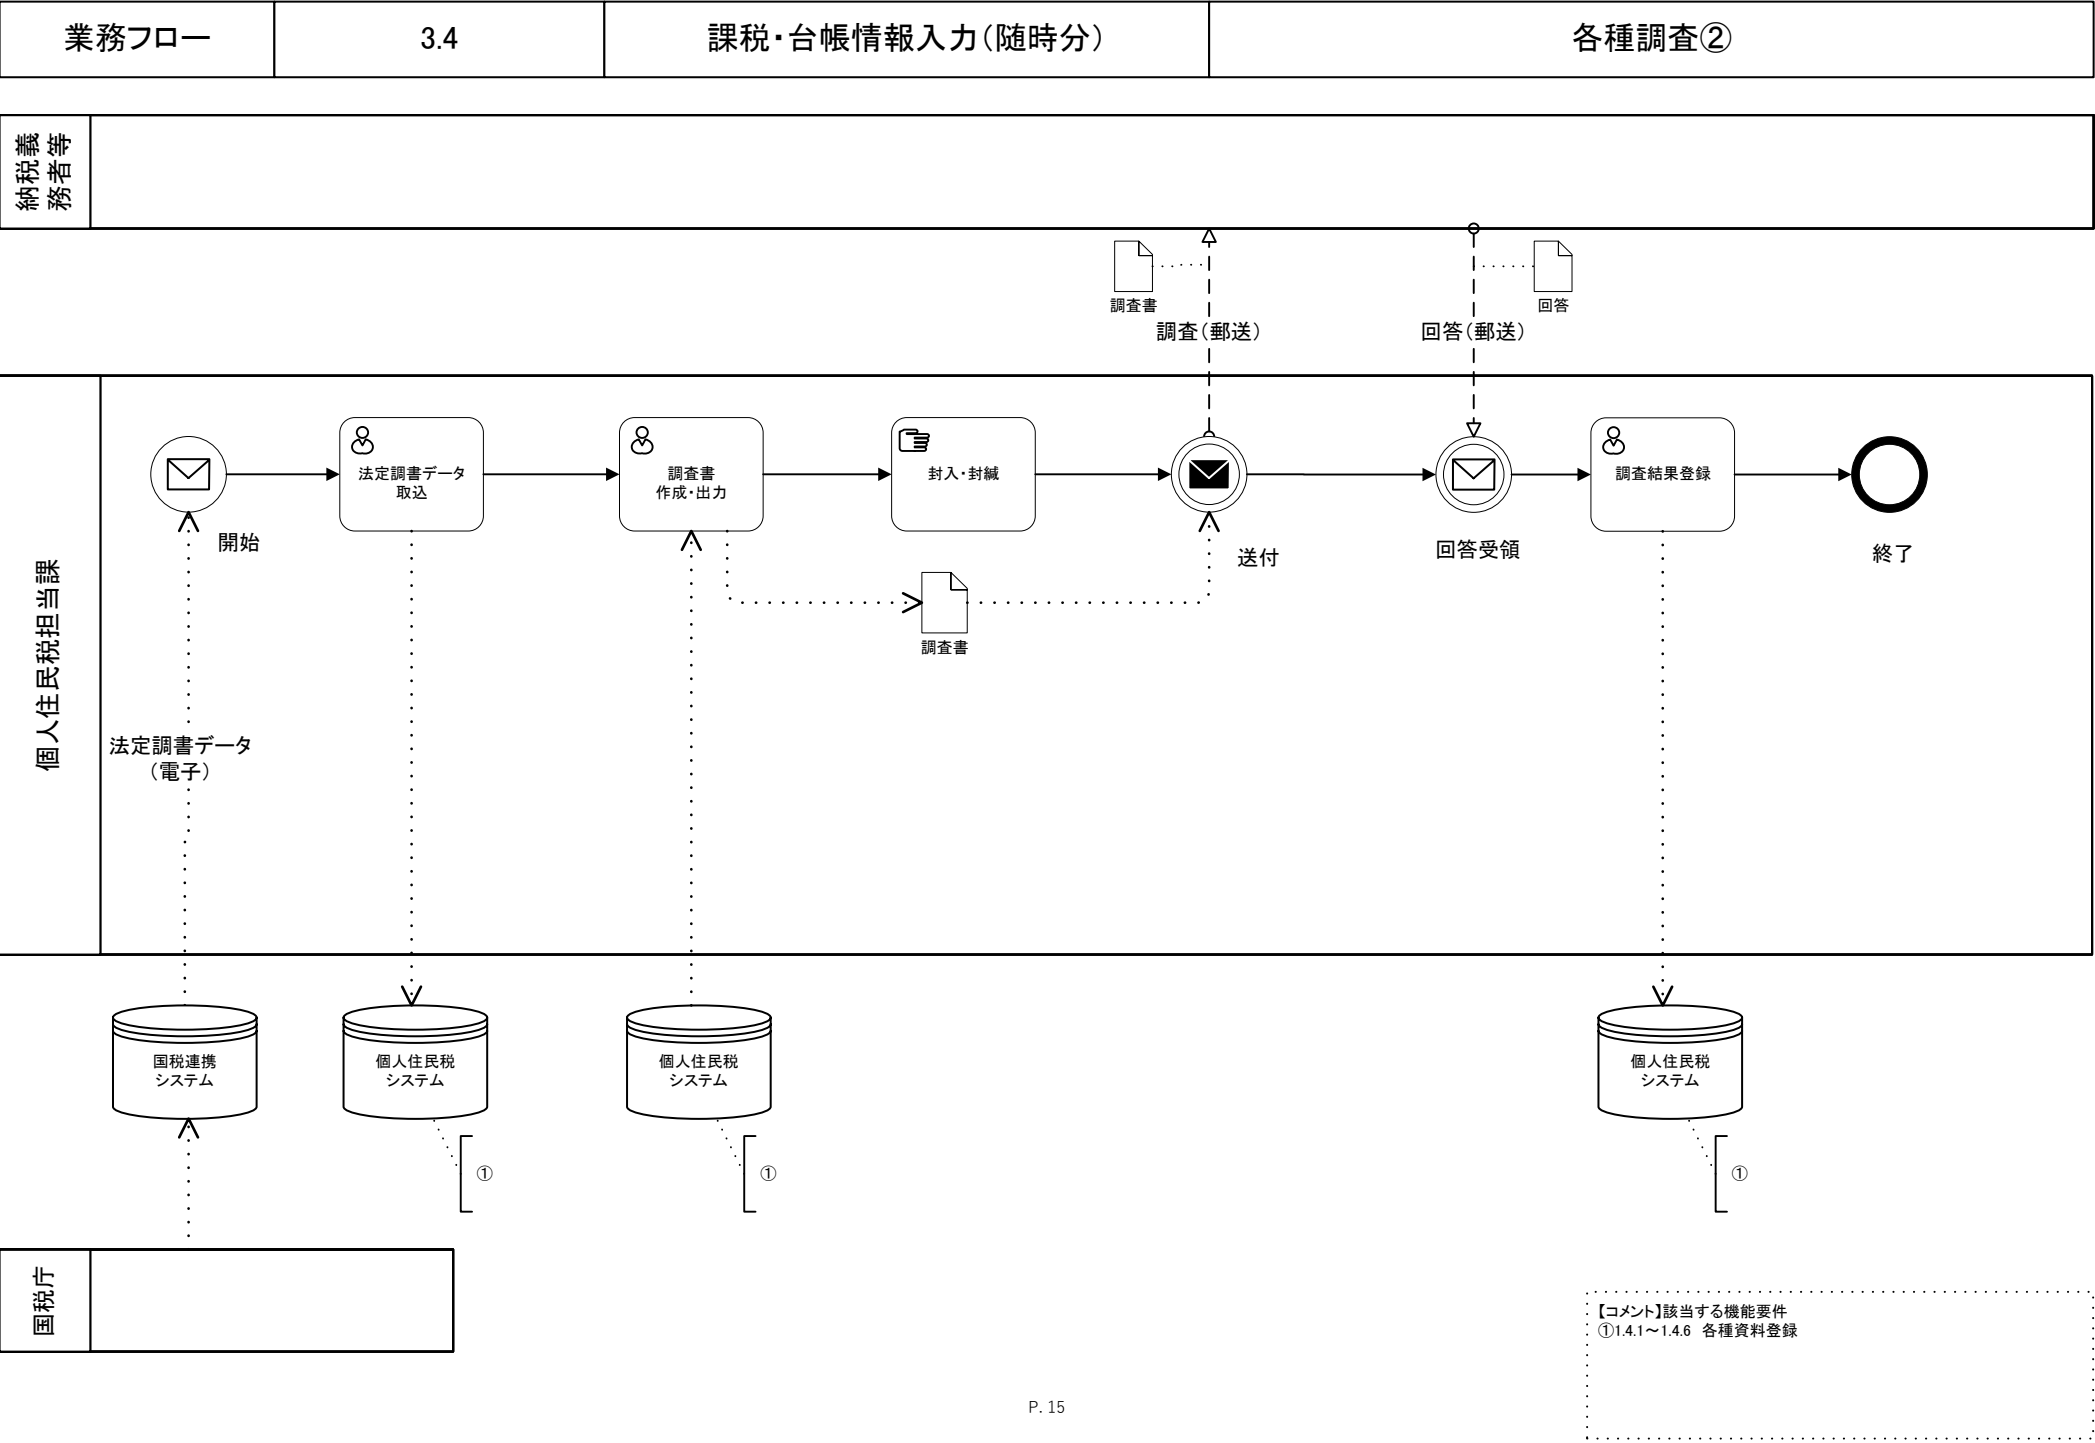 業務フロー
3.4
課税・台帳情報入力（随時分）
各種調査②
納税義
務者等
調査書
回答
調査（郵送）
回答（郵送）
個人住民税担当課
法定調書データ
取込
調査書
作成・出力
封入・封緘
調査結果登録
開始
送付
回答受領
終了
調査書
法定調書データ
（電子）
国税連携
システム
個人住民税
システム
個人住民税
システム
個人住民税
システム
①
①
①
国税庁
【コメント】該当する機能要件
①1.4.1～1.4.6　各種資料登録
P. 15